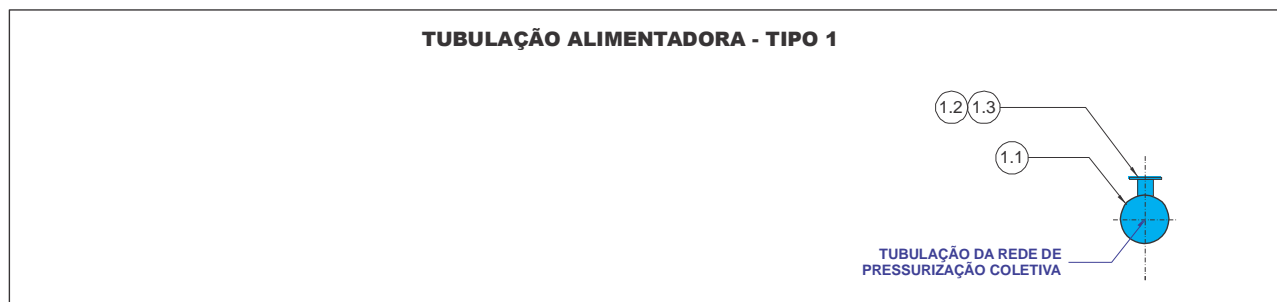 TUBULAÇÃO ALIMENTADORA - TIPO 1
1.2 1.3
1.1
TUBULAÇÃO DA REDE DE
PRESSURIZAÇÃO COLETIVA